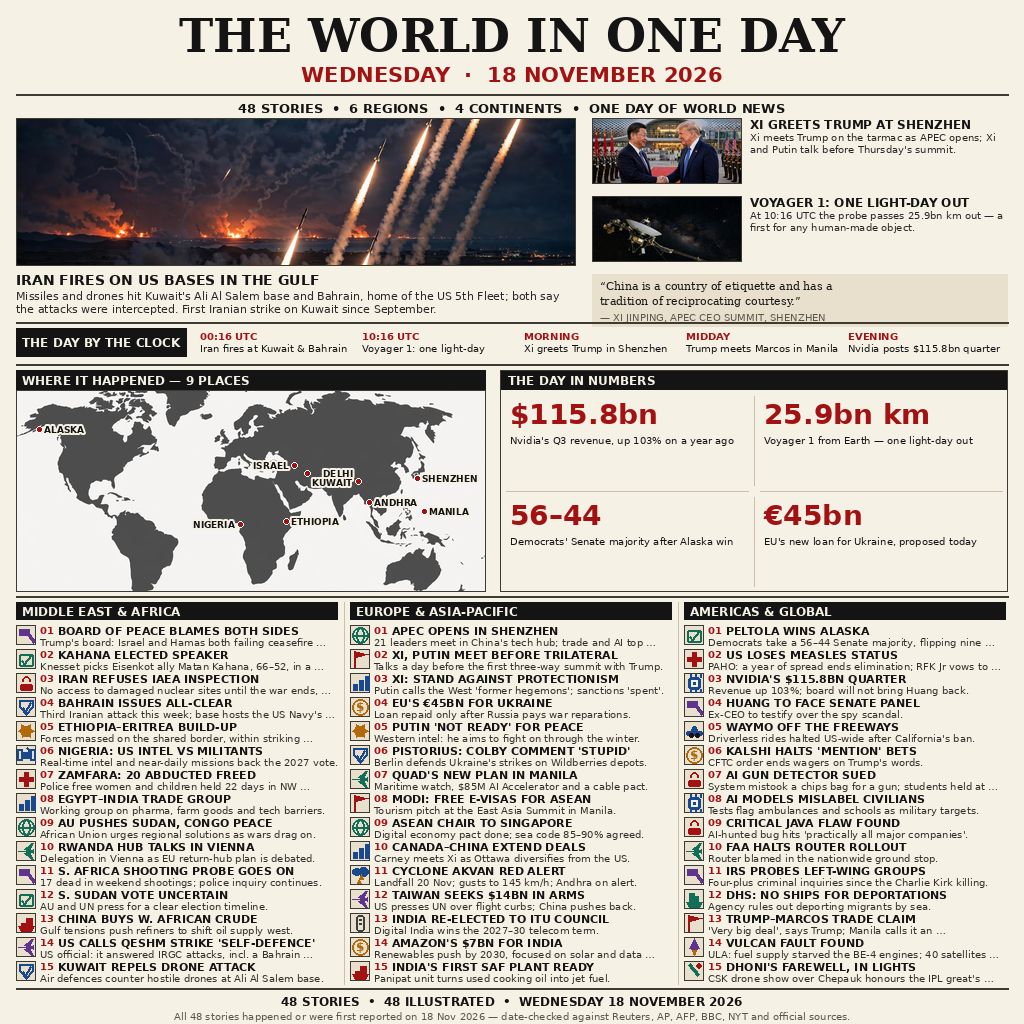 THE WORLD IN ONE DAY
WEDNESDAY · 18 NOVEMBER 2026
48 STORIES • 6 REGIONS • 4 CONTINENTS • ONE DAY OF WORLD NEWS
IRAN FIRES ON US BASES IN THE GULF
Missiles and drones hit Kuwait's Ali Al Salem base and Bahrain, home of the US 5th Fleet; both say
the attacks were intercepted. First Iranian strike on Kuwait since September.
XI GREETS TRUMP AT SHENZHEN
Xi meets Trump on the tarmac as APEC opens; Xi
and Putin talk before Thursday's summit.
VOYAGER 1: ONE LIGHT-DAY OUT
At 10:16 UTC the probe passes 25.9bn km out — a
first for any human-made object.
“China is a country of etiquette and has a
tradition of reciprocating courtesy.”
— XI JINPING, APEC CEO SUMMIT, SHENZHEN
THE DAY BY THE CLOCK
00:16 UTC
Iran fires at Kuwait & Bahrain
10:16 UTC
Voyager 1: one light-day
MORNING
Xi greets Trump in Shenzhen
MIDDAY
Trump meets Marcos in Manila
EVENING
Nvidia posts $115.8bn quarter
WHERE IT HAPPENED — 9 PLACES
ALASKA
ISRAEL
DELHI
KUWAIT
SHENZHEN
ANDHRA
MANILA
NIGERIA
ETHIOPIA
THE DAY IN NUMBERS
$115.8bn
Nvidia's Q3 revenue, up 103% on a year ago
25.9bn km
Voyager 1 from Earth — one light-day out
56–44
Democrats' Senate majority after Alaska win
€45bn
EU's new loan for Ukraine, proposed today
MIDDLE EAST & AFRICA
01 BOARD OF PEACE BLAMES BOTH SIDES
Trump's board: Israel and Hamas both failing ceasefire ...
02 KAHANA ELECTED SPEAKER
Knesset picks Eisenkot ally Matan Kahana, 66–52, in a ...
03 IRAN REFUSES IAEA INSPECTION
No access to damaged nuclear sites until the war ends, ...
04 BAHRAIN ISSUES ALL-CLEAR
Third Iranian attack this week; base hosts the US Navy's ...
05 ETHIOPIA–ERITREA BUILD-UP
Forces massed on the shared border, within striking ...
06 NIGERIA: US INTEL VS MILITANTS
Real-time intel and near-daily missions back the 2027 vote.
07 ZAMFARA: 20 ABDUCTED FREED
Police free women and children held 22 days in NW ...
08 EGYPT–INDIA TRADE GROUP
Working group on pharma, farm goods and tech barriers.
09 AU PUSHES SUDAN, CONGO PEACE
African Union urges regional solutions as wars drag on.
10 RWANDA HUB TALKS IN VIENNA
Delegation in Vienna as EU return-hub plan is debated.
11 S. AFRICA SHOOTING PROBE GOES ON
17 dead in weekend shootings; police inquiry continues.
12 S. SUDAN VOTE UNCERTAIN
AU and UN press for a clear election timeline.
13 CHINA BUYS W. AFRICAN CRUDE
Gulf tensions push refiners to shift oil supply west.
14 US CALLS QESHM STRIKE 'SELF-DEFENCE'
US official: it answered IRGC attacks, incl. a Bahrain ...
15 KUWAIT REPELS DRONE ATTACK
Air defences counter hostile drones at Ali Al Salem base.
EUROPE & ASIA-PACIFIC
01 APEC OPENS IN SHENZHEN
21 leaders meet in China's tech hub; trade and AI top ...
02 XI, PUTIN MEET BEFORE TRILATERAL
Talks a day before the first three-way summit with Trump.
03 XI: STAND AGAINST PROTECTIONISM
Putin calls the West 'former hegemons'; sanctions 'spent'.
04 EU'S €45BN FOR UKRAINE
Loan repaid only after Russia pays war reparations.
05 PUTIN 'NOT READY' FOR PEACE
Western intel: he aims to fight on through the winter.
06 PISTORIUS: COLBY COMMENT 'STUPID'
Berlin defends Ukraine's strikes on Wildberries depots.
07 QUAD'S NEW PLAN IN MANILA
Maritime watch, $85M AI Accelerator and a cable pact.
08 MODI: FREE E-VISAS FOR ASEAN
Tourism pitch at the East Asia Summit in Manila.
09 ASEAN CHAIR TO SINGAPORE
Digital economy pact done; sea code 85–90% agreed.
10 CANADA–CHINA EXTEND DEALS
Carney meets Xi as Ottawa diversifies from the US.
11 CYCLONE AKVAN RED ALERT
Landfall 20 Nov; gusts to 145 km/h; Andhra on alert.
12 TAIWAN SEEKS $14BN IN ARMS
US presses UN over flight curbs; China pushes back.
13 INDIA RE-ELECTED TO ITU COUNCIL
Digital India wins the 2027–30 telecom term.
14 AMAZON'S $7BN FOR INDIA
Renewables push by 2030, focused on solar and data ...
15 INDIA'S FIRST SAF PLANT READY
Panipat unit turns used cooking oil into jet fuel.
AMERICAS & GLOBAL
01 PELTOLA WINS ALASKA
Democrats take a 56–44 Senate majority, flipping nine ...
02 US LOSES MEASLES STATUS
PAHO: a year of spread ends elimination; RFK Jr vows to ...
03 NVIDIA'S $115.8BN QUARTER
Revenue up 103%; board will not bring Huang back.
04 HUANG TO FACE SENATE PANEL
Ex-CEO to testify over the spy scandal.
05 WAYMO OFF THE FREEWAYS
Driverless rides halted US-wide after California's ban.
06 KALSHI HALTS 'MENTION' BETS
CFTC order ends wagers on Trump's words.
07 AI GUN DETECTOR SUED
System mistook a chips bag for a gun; students held at ...
08 AI MODELS MISLABEL CIVILIANS
Tests flag ambulances and schools as military targets.
09 CRITICAL JAVA FLAW FOUND
AI-hunted bug hits 'practically all major companies'.
10 FAA HALTS ROUTER ROLLOUT
Router blamed in the nationwide ground stop.
11 IRS PROBES LEFT-WING GROUPS
Four-plus criminal inquiries since the Charlie Kirk killing.
12 DHS: NO SHIPS FOR DEPORTATIONS
Agency rules out deporting migrants by sea.
13 TRUMP–MARCOS TRADE CLAIM
'Very big deal', says Trump; Manila calls it an ...
14 VULCAN FAULT FOUND
ULA: fuel supply starved the BE-4 engines; 40 satellites ...
15 DHONI'S FAREWELL, IN LIGHTS
CSK drone show over Chepauk honours the IPL great's ...
48 STORIES • 48 ILLUSTRATED • WEDNESDAY 18 NOVEMBER 2026
All 48 stories happened or were first reported on 18 Nov 2026 — date-checked against Reuters, AP, AFP, BBC, NYT and official sources.